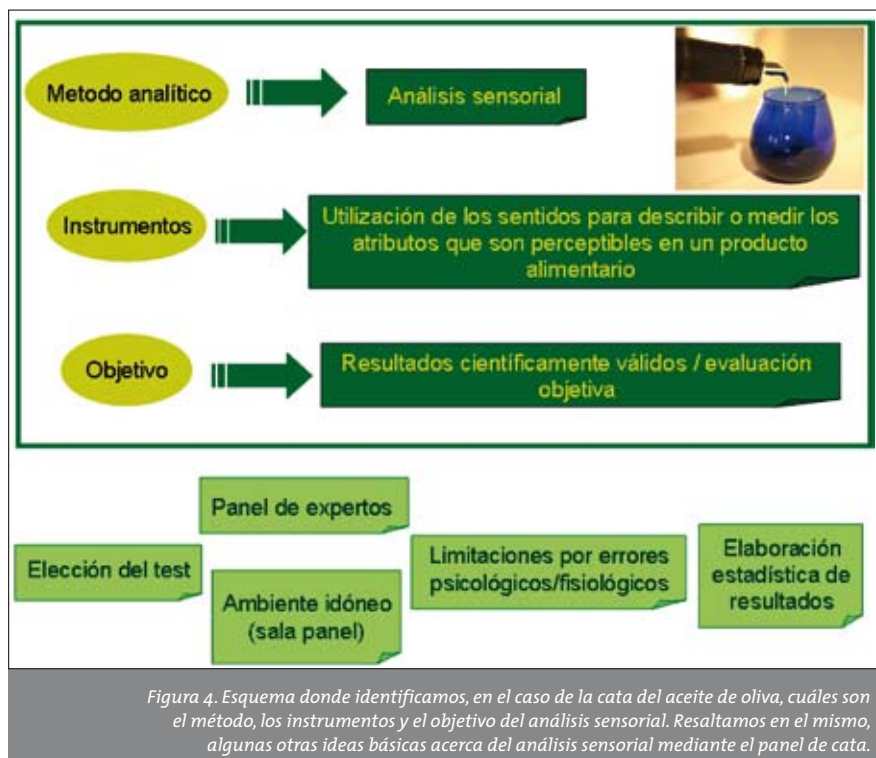 Metodo analítico
Análisis sensorial
Instrumentos
Utilización de los sentidos para describir o medir los
atributos que son perceptibles en un producto
alimentario
Objetivo
Resultados científicamente válidos / evaluación
objetiva
Panel de expertos
Elección del test
Ambiente idóneo
(sala panel)
Limitaciones por errores
psicológicos/fisiológicos
Elaboración
estadística de
resultados
Figura 4. Esquema donde identificamos, en el caso de la cata del aceite de oliva, cuáles son
el método, los instrumentos y el objetivo del análisis sensorial. Resaltamos en el mismo,
algunas otras ideas básicas acerca del análisis sensorial mediante el panel de cata.